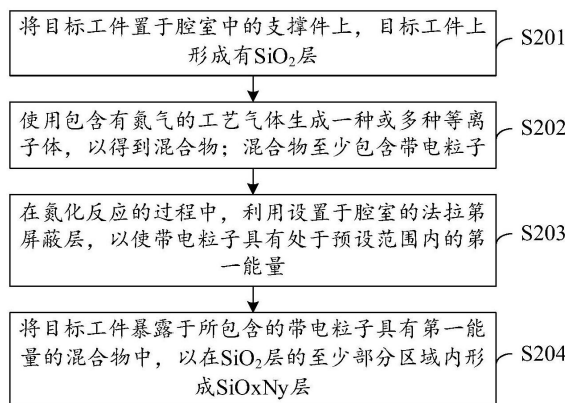 将目标工件置于腔室中的支撑件上，目标工件上
形成有SiO₂层
S201
使用包含有氮气的工艺气体生成一种或多种等离
子体，以得到混合物；混合物至少包含带电粒子
S202
在氮化反应的过程中，利用设置于腔室的法拉第
屏蔽层，以使带电粒子具有处于预设范围内的第
一能量
S203
将目标工件暴露于所包含的带电粒子具有第一能
量的混合物中，以在SiO₂层的至少部分区域内形
成SiOxNy层
S204